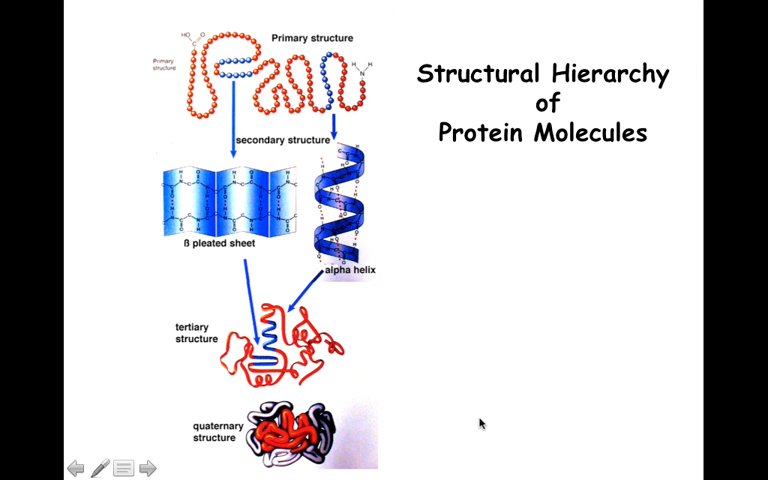 Structural Hierarchy
of
Protein Molecules
Primary structure
Primary
structure
HO
O
C
H
H
N
secondary structure
ß pleated sheet
alpha helix
tertiary
structure
quaternary
structure